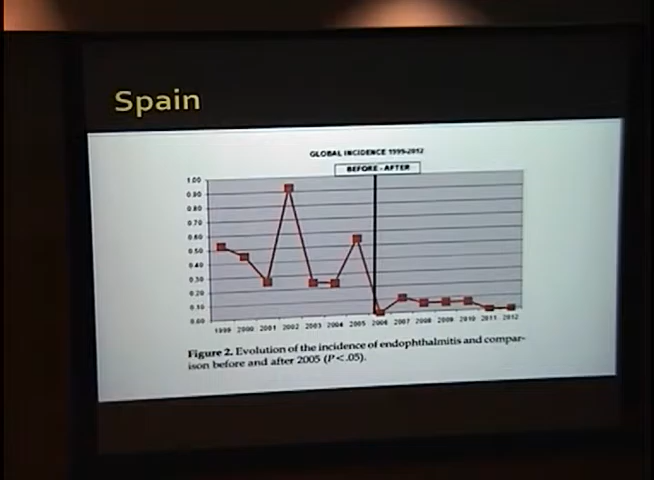 Spain
GLOBAL INCIDENCE 1999-2012
BEFORE - AFTER
1.00
0.90
0.80
0.70
0.60
0.50
0.40
0.30
0.20
0.10
0.00
1999 2000 2001 2002 2003 2004 2005 2006 2007 2008 2009 2010 2011 2012
Figure 2. Evolution of the incidence of endophthalmitis and compar-
ison before and after 2005 (P<.05).